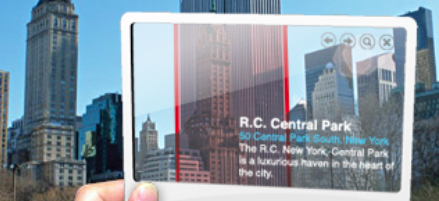 R.C. Central Park
50 Central Park South, New York
The R.C. New York, Central Park
is a luxurious haven in the heart of
the city.